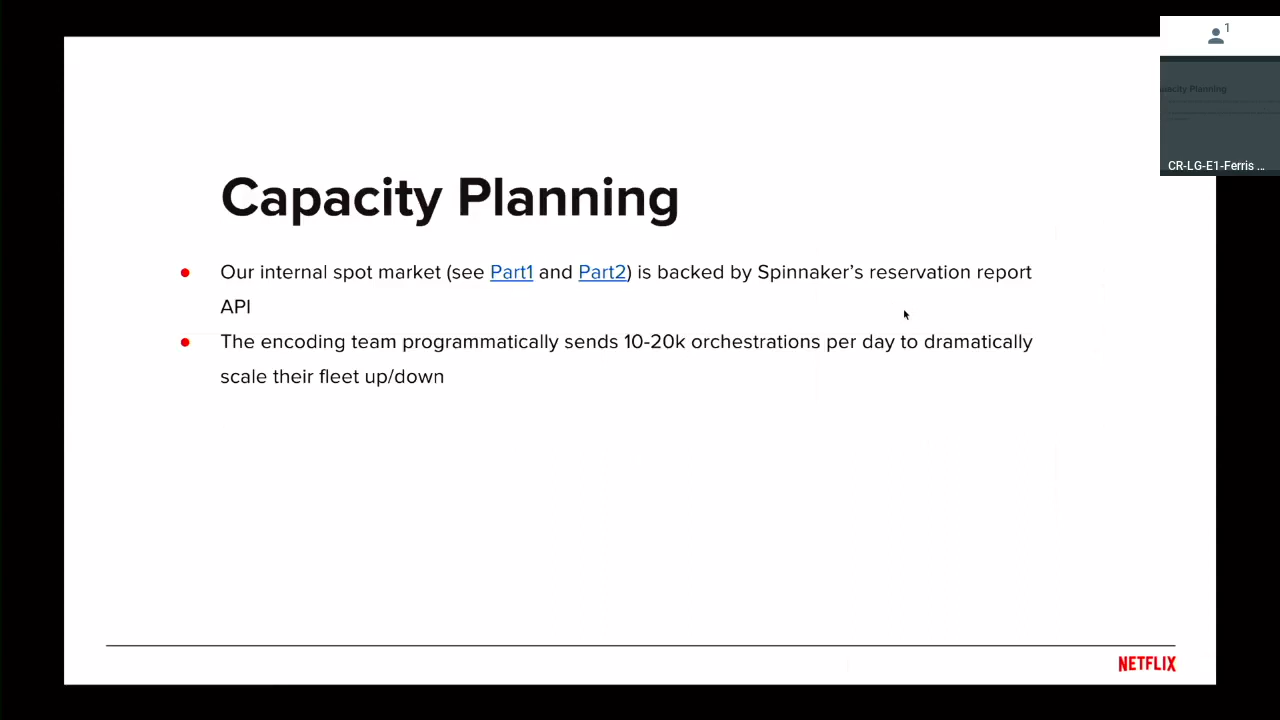 1
Capacity Planning
CR-LG-E1-Ferris ...
Capacity Planning
● Our internal spot market (see Part1 and Part2) is backed by Spinnaker’s reservation report
API
● The encoding team programmatically sends 10-20k orchestrations per day to dramatically
scale their fleet up/down
NETFLIX